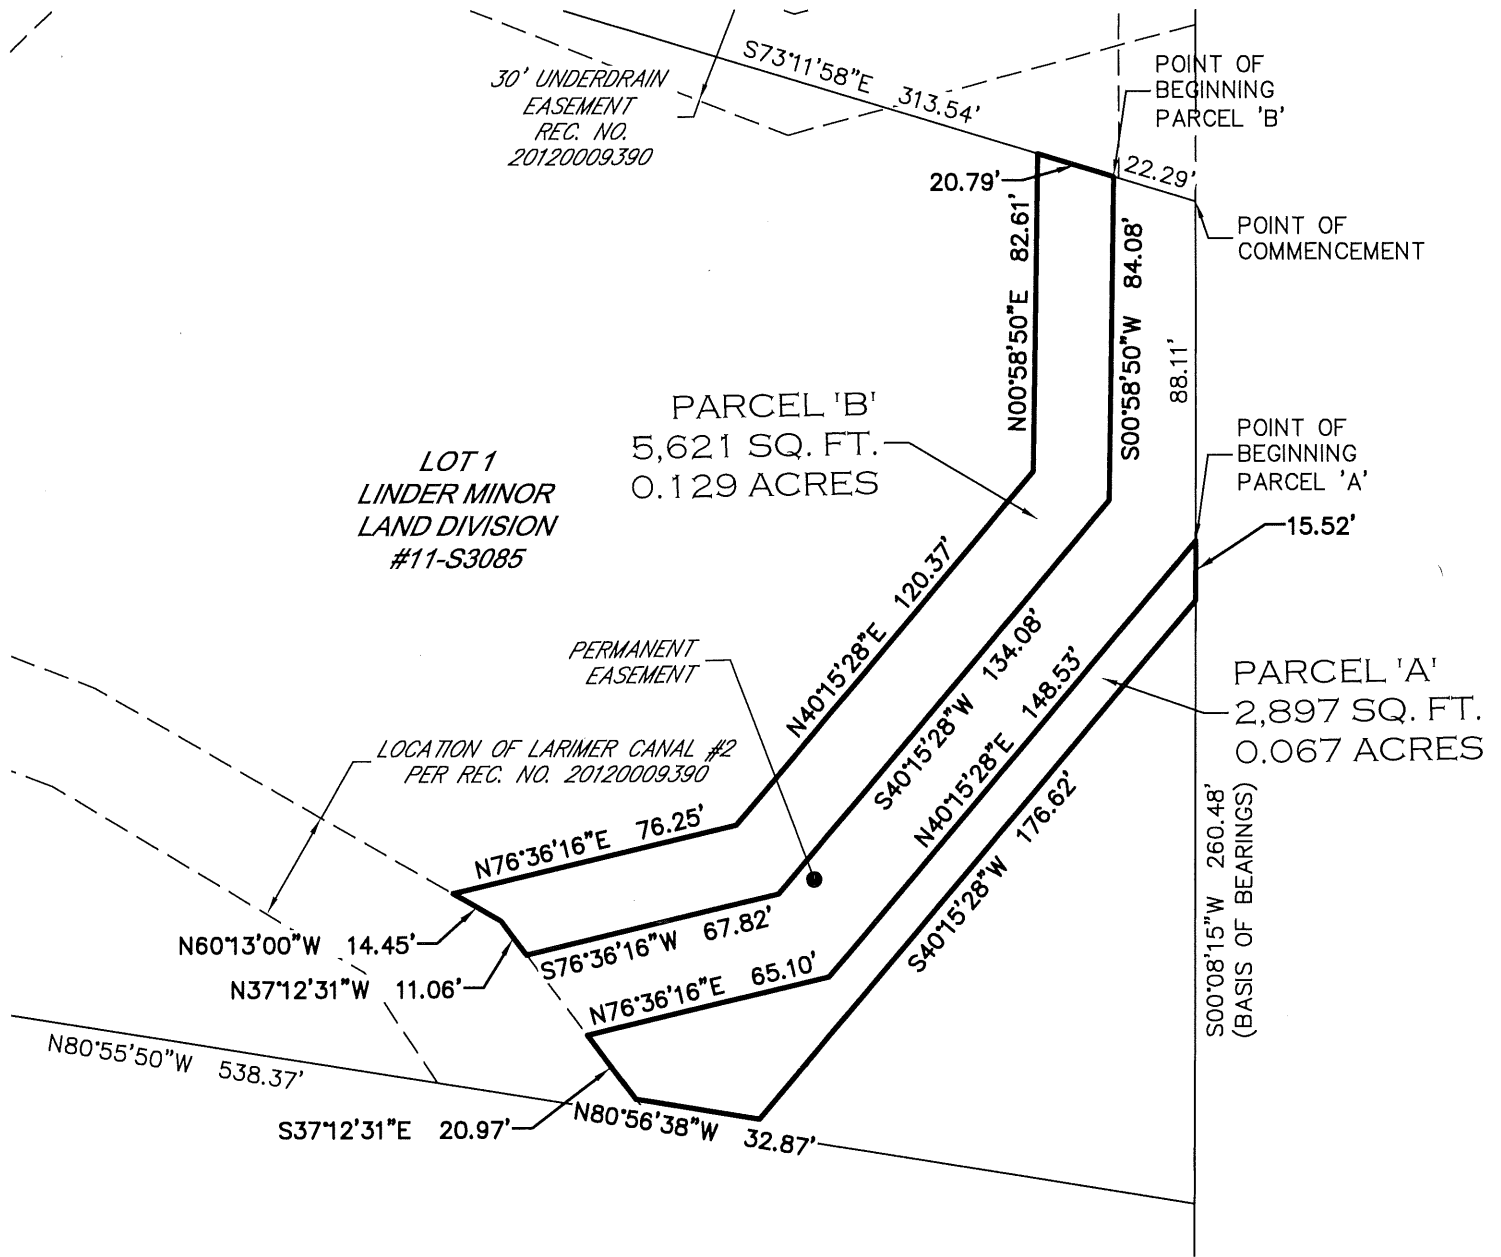 S73°11'58"E 313.54'
30' UNDERDRAIN
EASEMENT
REC. NO.
20120009390
POINT OF
BEGINNING
PARCEL 'B'
20.79'
22.29'
POINT OF
COMMENCEMENT
N00°58'50"E 82.61'
S00°58'50"W 84.08'
88.11'
PARCEL 'B'
5,621 SQ. FT.
0.129 ACRES
LOT 1
LINDER MINOR
LAND DIVISION
#11-S3085
POINT OF
BEGINNING
PARCEL 'A'
15.52'
N40°15'28"E 120.37'
PERMANENT
EASEMENT
S40°15'28"W 134.08'
N40°15'28"E 148.53'
S40°15'28"W 176.62'
PARCEL 'A'
2,897 SQ. FT.
0.067 ACRES
LOCATION OF LARIMER CANAL #2
PER REC. NO. 20120009390
S00°08'15"W 260.48'
(BASIS OF BEARINGS)
N76°36'16"E 76.25'
N60°13'00"W 14.45'
S76°36'16"W 67.82'
N37°12'31"W 11.06'
N76°36'16"E 65.10'
N80°55'50"W 538.37'
S37°12'31"E 20.97'
N80°56'38"W 32.87'